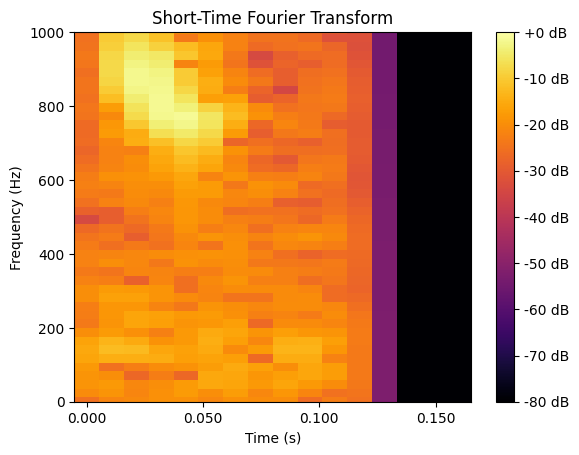 Short-Time Fourier Transform
Frequency (Hz)
1000
800
600
400
200
0
0.000
0.050
0.100
0.150
Time (s)
+0 dB
-10 dB
-20 dB
-30 dB
-40 dB
-50 dB
-60 dB
-70 dB
-80 dB